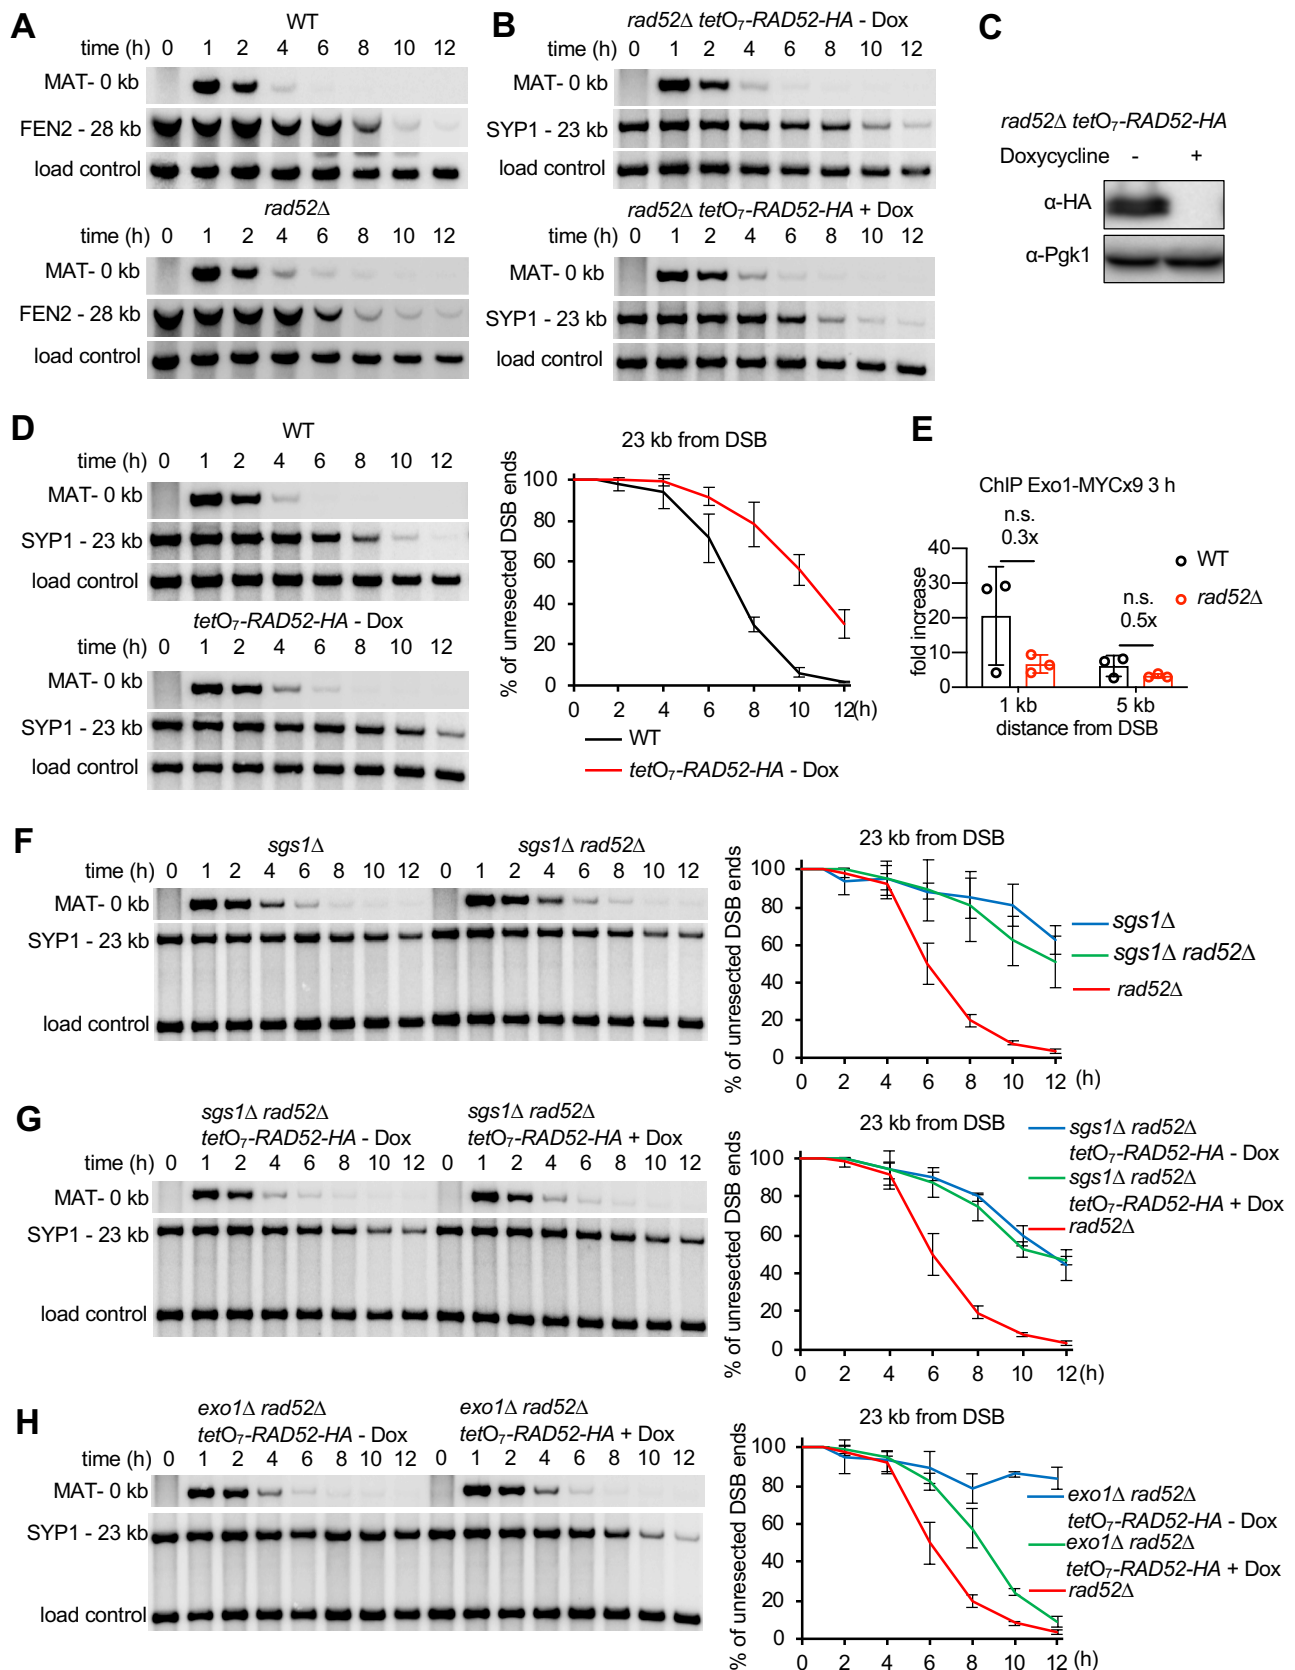 A
WT
time (h) 0 1 2 4 6 8 10 12
MAT- 0 kb
FEN2 - 28 kb
load control
rad52Δ
time (h) 0 1 2 4 6 8 10 12
MAT- 0 kb
FEN2 - 28 kb
load control
B
rad52Δ tetO₇-RAD52-HA - Dox
time (h) 0 1 2 4 6 8 10 12
MAT- 0 kb
SYP1 - 23 kb
load control
rad52Δ tetO₇-RAD52-HA + Dox
time (h) 0 1 2 4 6 8 10 12
MAT- 0 kb
SYP1 - 23 kb
load control
C
rad52Δ tetO₇-RAD52-HA
Doxycycline - +
α-HA
α-Pgk1
D
WT
time (h) 0 1 2 4 6 8 10 12
MAT- 0 kb
SYP1 - 23 kb
load control
tetO₇-RAD52-HA - Dox
time (h) 0 1 2 4 6 8 10 12
MAT- 0 kb
SYP1 - 23 kb
load control
23 kb from DSB
% of unresected DSB ends
100
80
60
40
20
0
0 2 4 6 8 10 12(h)
WT
tetO₇-RAD52-HA - Dox
E
ChIP Exo1-MYCx9 3 h
n.s.
0.3x
n.s.
0.5x
WT
rad52Δ
fold increase
40
30
20
10
0
1 kb 5 kb
distance from DSB
F
sgs1Δ sgs1Δ rad52Δ
time (h) 0 1 2 4 6 8 10 12 0 1 2 4 6 8 10 12
MAT- 0 kb
SYP1 - 23 kb
load control
23 kb from DSB
% of unresected DSB ends
100
80
60
40
20
0
0 2 4 6 8 10 12 (h)
sgs1Δ
sgs1Δ rad52Δ
rad52Δ
G
sgs1Δ rad52Δ sgs1Δ rad52Δ
tetO₇-RAD52-HA - Dox tetO₇-RAD52-HA + Dox
time (h) 0 1 2 4 6 8 10 12 0 1 2 4 6 8 10 12
MAT- 0 kb
SYP1 - 23 kb
load control
23 kb from DSB
% of unresected DSB ends
100
80
60
40
20
0
0 2 4 6 8 10 12(h)
sgs1Δ rad52Δ
tetO₇-RAD52-HA - Dox
sgs1Δ rad52Δ
tetO₇-RAD52-HA + Dox
rad52Δ
H
exo1Δ rad52Δ exo1Δ rad52Δ
tetO₇-RAD52-HA - Dox tetO₇-RAD52-HA + Dox
time (h) 0 1 2 4 6 8 10 12 0 1 2 4 6 8 10 12
MAT- 0 kb
SYP1 - 23 kb
load control
23 kb from DSB
% of unresected DSB ends
100
80
60
40
20
0
0 2 4 6 8 10 12 (h)
exo1Δ rad52Δ
tetO₇-RAD52-HA - Dox
exo1Δ rad52Δ
tetO₇-RAD52-HA + Dox
rad52Δ